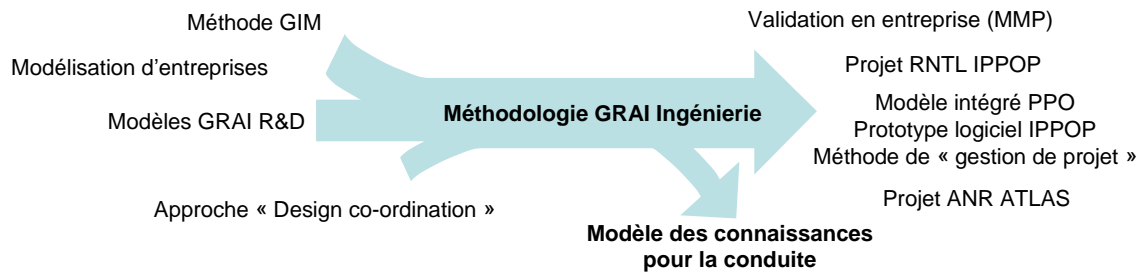 Méthode GIM
Modélisation d'entreprises
Modèles GRAI R&D
Approche « Design co-ordination »
Méthodologie GRAI Ingénierie
Modèle des connaissances
pour la conduite
Validation en entreprise (MMP)
Projet RNTL IPPOP
Modèle intégré PPO
Prototype logiciel IPPOP
Méthode de « gestion de projet »
Projet ANR ATLAS